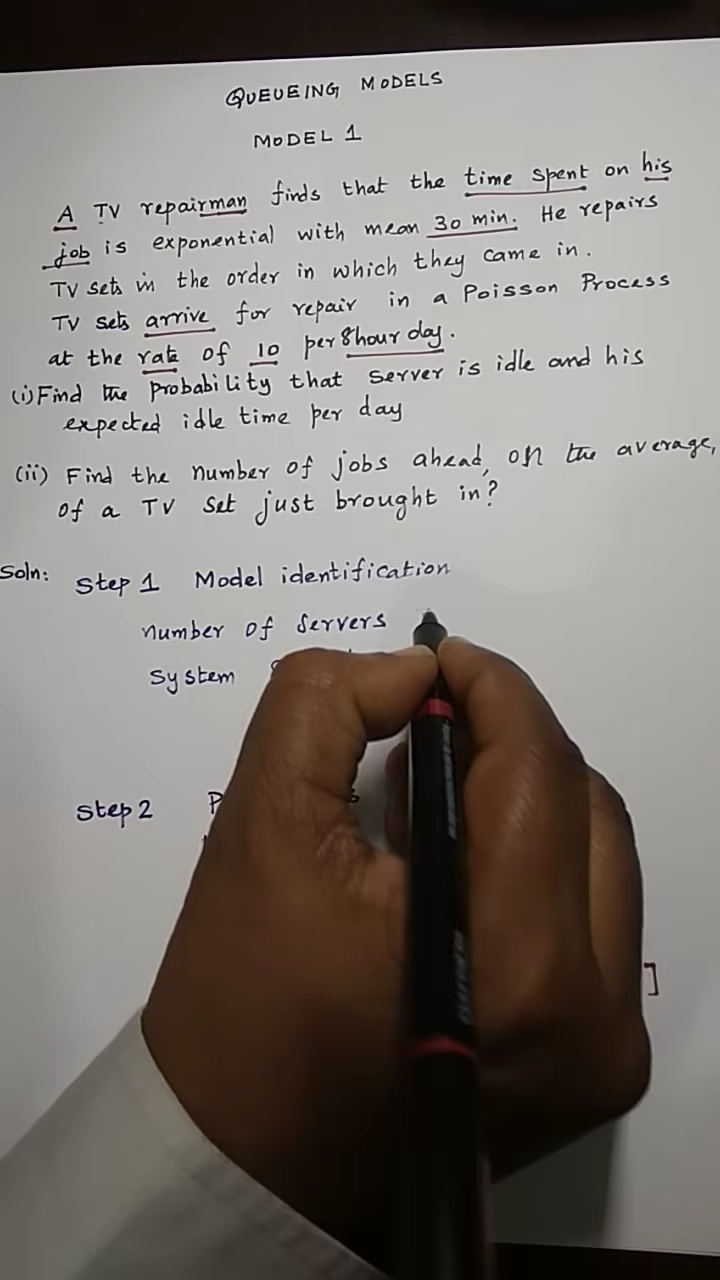 QUEUEING MODELS
MODEL 1
A TV repairman finds that the time spent on his
job is exponential with mean 30 min. He repairs
TV sets in the order in which they came in.
TV sets arrive for repair in a Poisson Process
at the rate of 10 per 8hour day.
(i) Find the probability that server is idle and his
expected idle time per day
(ii) Find the number of jobs ahead, on the average,
of a TV set just brought in?
Soln: Step 1 Model identification
number of servers
System
Step 2
]